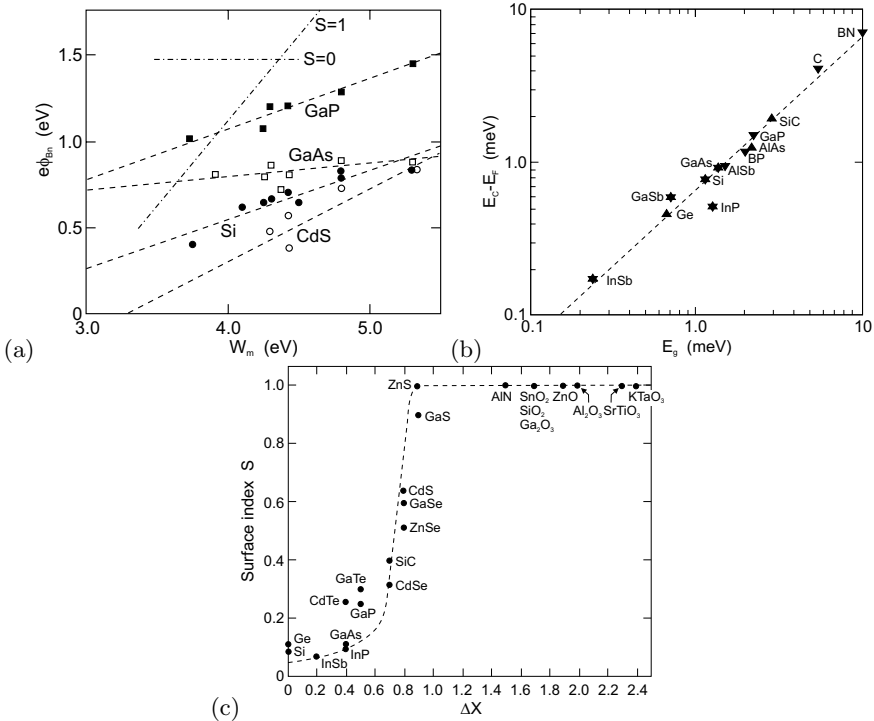 S=1
S=0
GaP
GaAs
Si
CdS
1.5
1.0
0.5
0.0
3.0 4.0 5.0
eϕBn (eV)
Wm (eV)
(a)
10
1.0
0.1
0.1 1.0 10
EC-EF (meV)
Eg (meV)
BN
C
SiC
GaP
AlAs
BP
GaAs
AlSb
Si
GaSb
InP
Ge
InSb
(b)
1.0
0.8
0.6
0.4
0.2
0
0 0.2 0.4 0.6 0.8 1.0 1.2 1.4 1.6 1.8 2.0 2.2 2.4
Surface index S
ΔX
ZnS
GaS
AlN
SnO2
SiO2
Ga2O3
ZnO
Al2O3
SrTiO3
KTaO3
CdS
GaSe
ZnSe
SiC
CdSe
GaTe
CdTe
GaP
GaAs
InP
Ge
Si
InSb
(c)